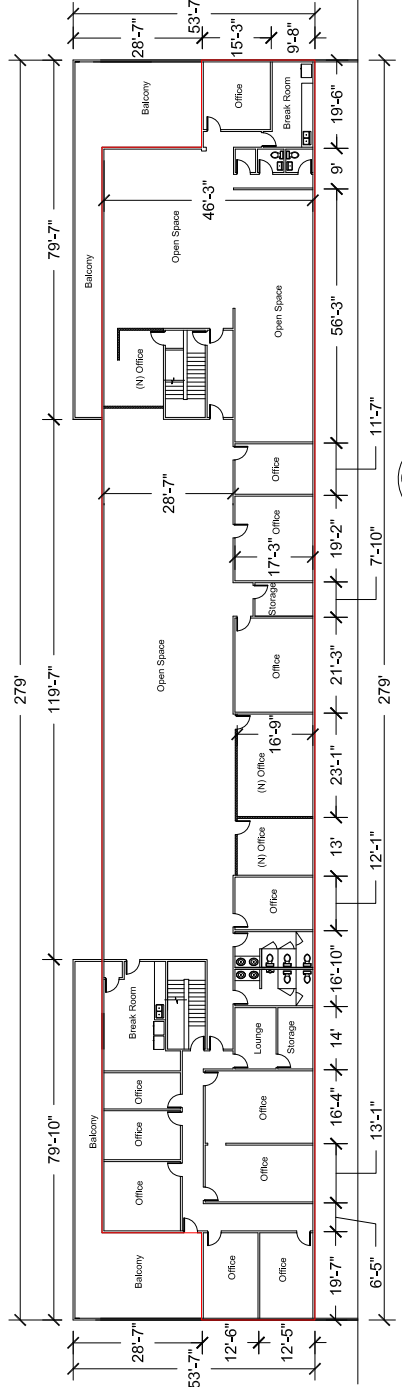 279'
79'-10"
119'-7"
79'-7"
28'-7"
53'-7"
12'-6"
12'-5"
28'-7"
53'-7"
15'-3"
9'-8"
Balcony
Balcony
Office
Office
Office
Break Room
Open Space
(N) Office
Open Space
Balcony
Balcony
28'-7"
46'-3"
Office
Office
Office
Office
Lounge
Storage
Office
(N) Office
(N) Office
16'-9"
Office
Storage
Office
17'-3"
Office
Open Space
Office
Break Room
19'-7"
6'-5"
13'-1"
16'-4"
14'
16'-10"
12'-1"
13'
23'-1"
21'-3"
7'-10"
19'-2"
11'-7"
56'-3"
9'
19'-6"
279'